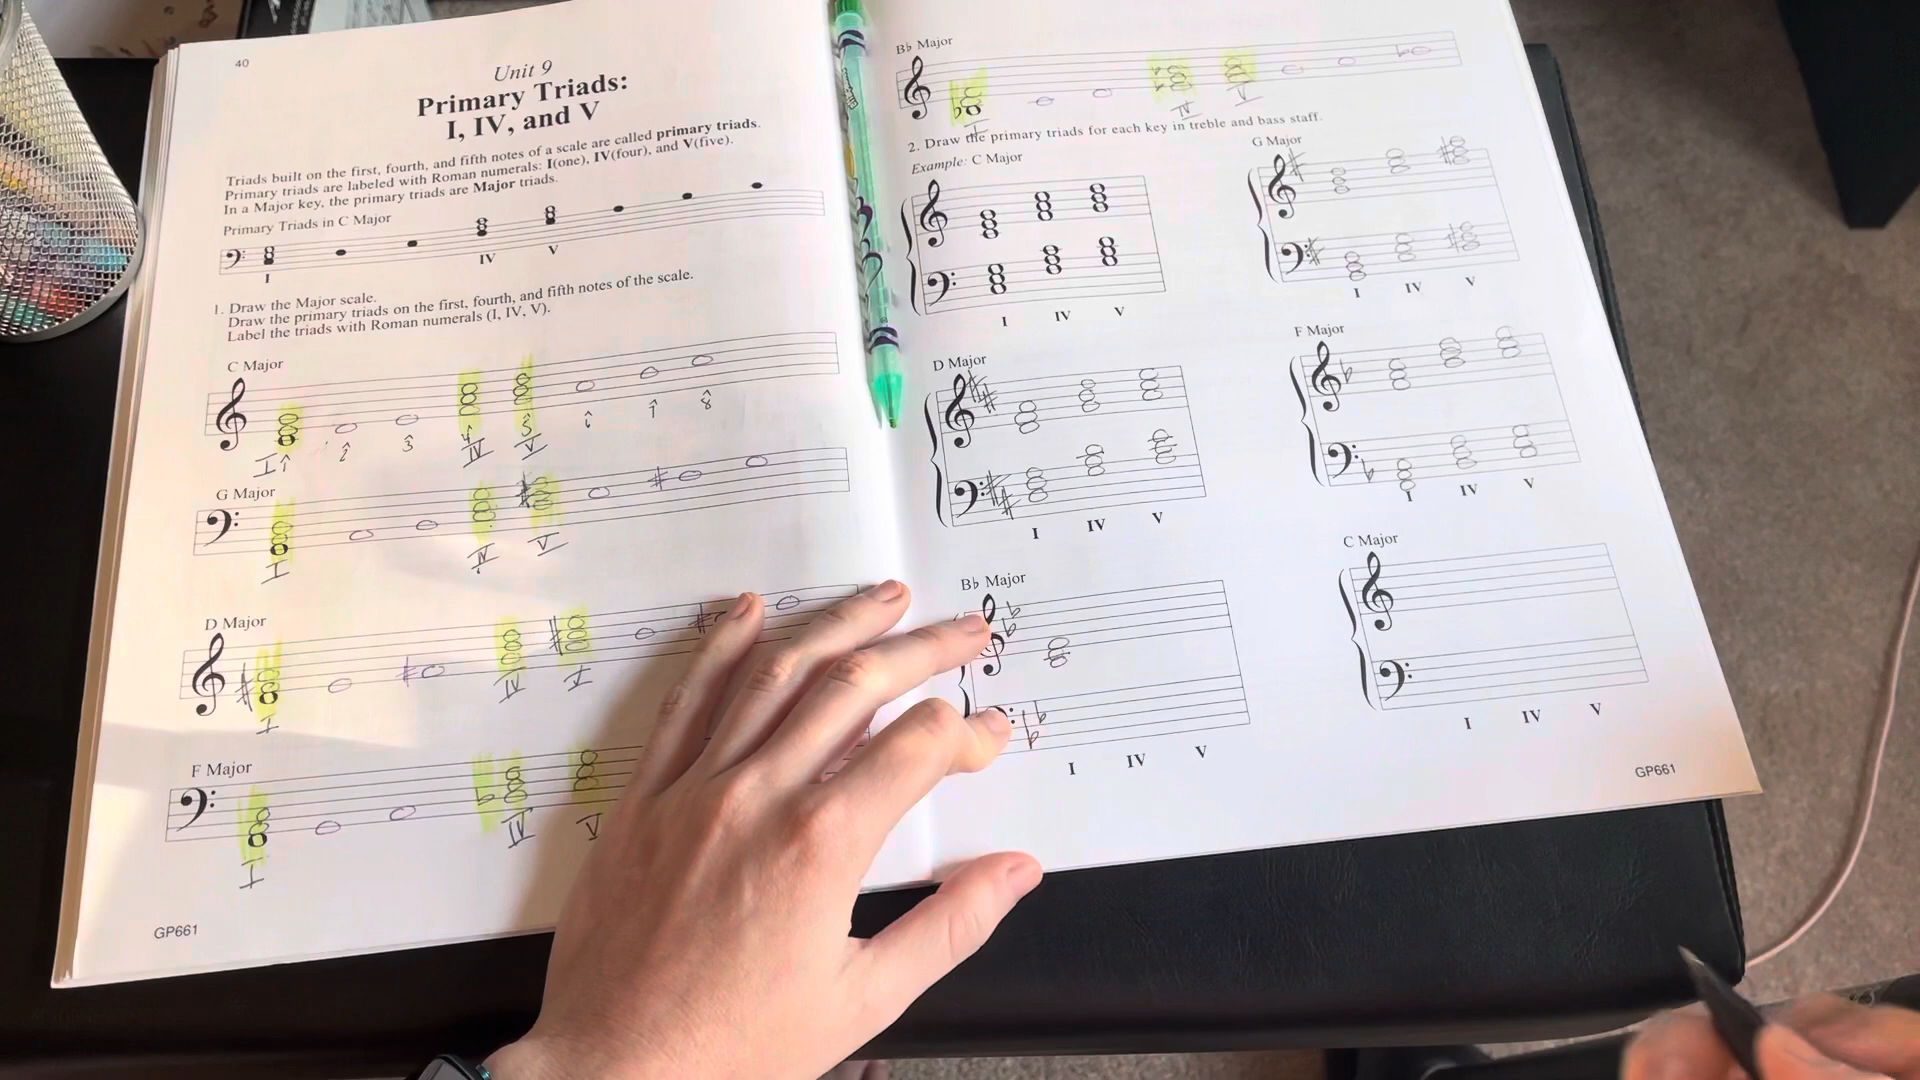 40
Unit 9
Primary Triads:
I, IV, and V
Triads built on the first, fourth, and fifth notes of a scale are called primary triads.
Primary triads are labeled with Roman numerals: I(one), IV(four), and V(five).
In a Major key, the primary triads are Major triads.
Primary Triads in C Major
I IV V
1. Draw the Major scale.
Draw the primary triads on the first, fourth, and fifth notes of the scale.
Label the triads with Roman numerals (I, IV, V).
C Major
I IV V
G Major
I IV V
D Major
I IV V
F Major
I IV V
GP661
B♭ Major
I IV V
2. Draw the primary triads for each key in treble and bass staff.
Example: C Major
I IV V
G Major
I IV V
D Major
I IV V
F Major
I IV V
B♭ Major
I IV V
C Major
I IV V
GP661